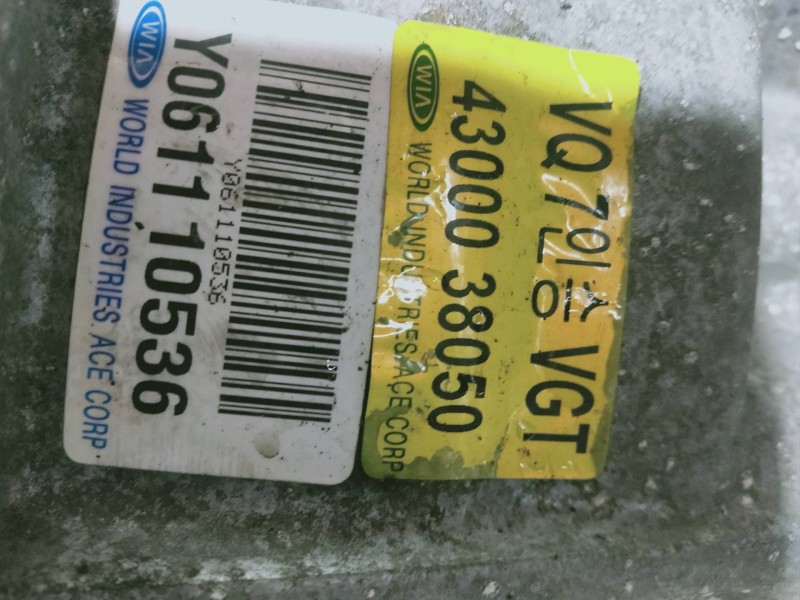 VQ 7인승 VGT
43000 38050
WIA WORLD INDUSTRIES ACE CORP
Y061110536
Y0611 10536
WIA WORLD INDUSTRIES ACE CORP.